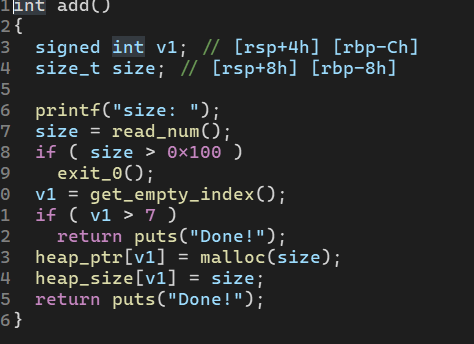 1 int add()
2 {
3   signed int v1; // [rsp+4h] [rbp-Ch]
4   size_t size; // [rsp+8h] [rbp-8h]
5
6   printf("size: ");
7   size = read_num();
8   if ( size > 0x100 )
9     exit_0();
0   v1 = get_empty_index();
1   if ( v1 > 7 )
2     return puts("Done!");
3   heap_ptr[v1] = malloc(size);
4   heap_size[v1] = size;
5   return puts("Done!");
6 }